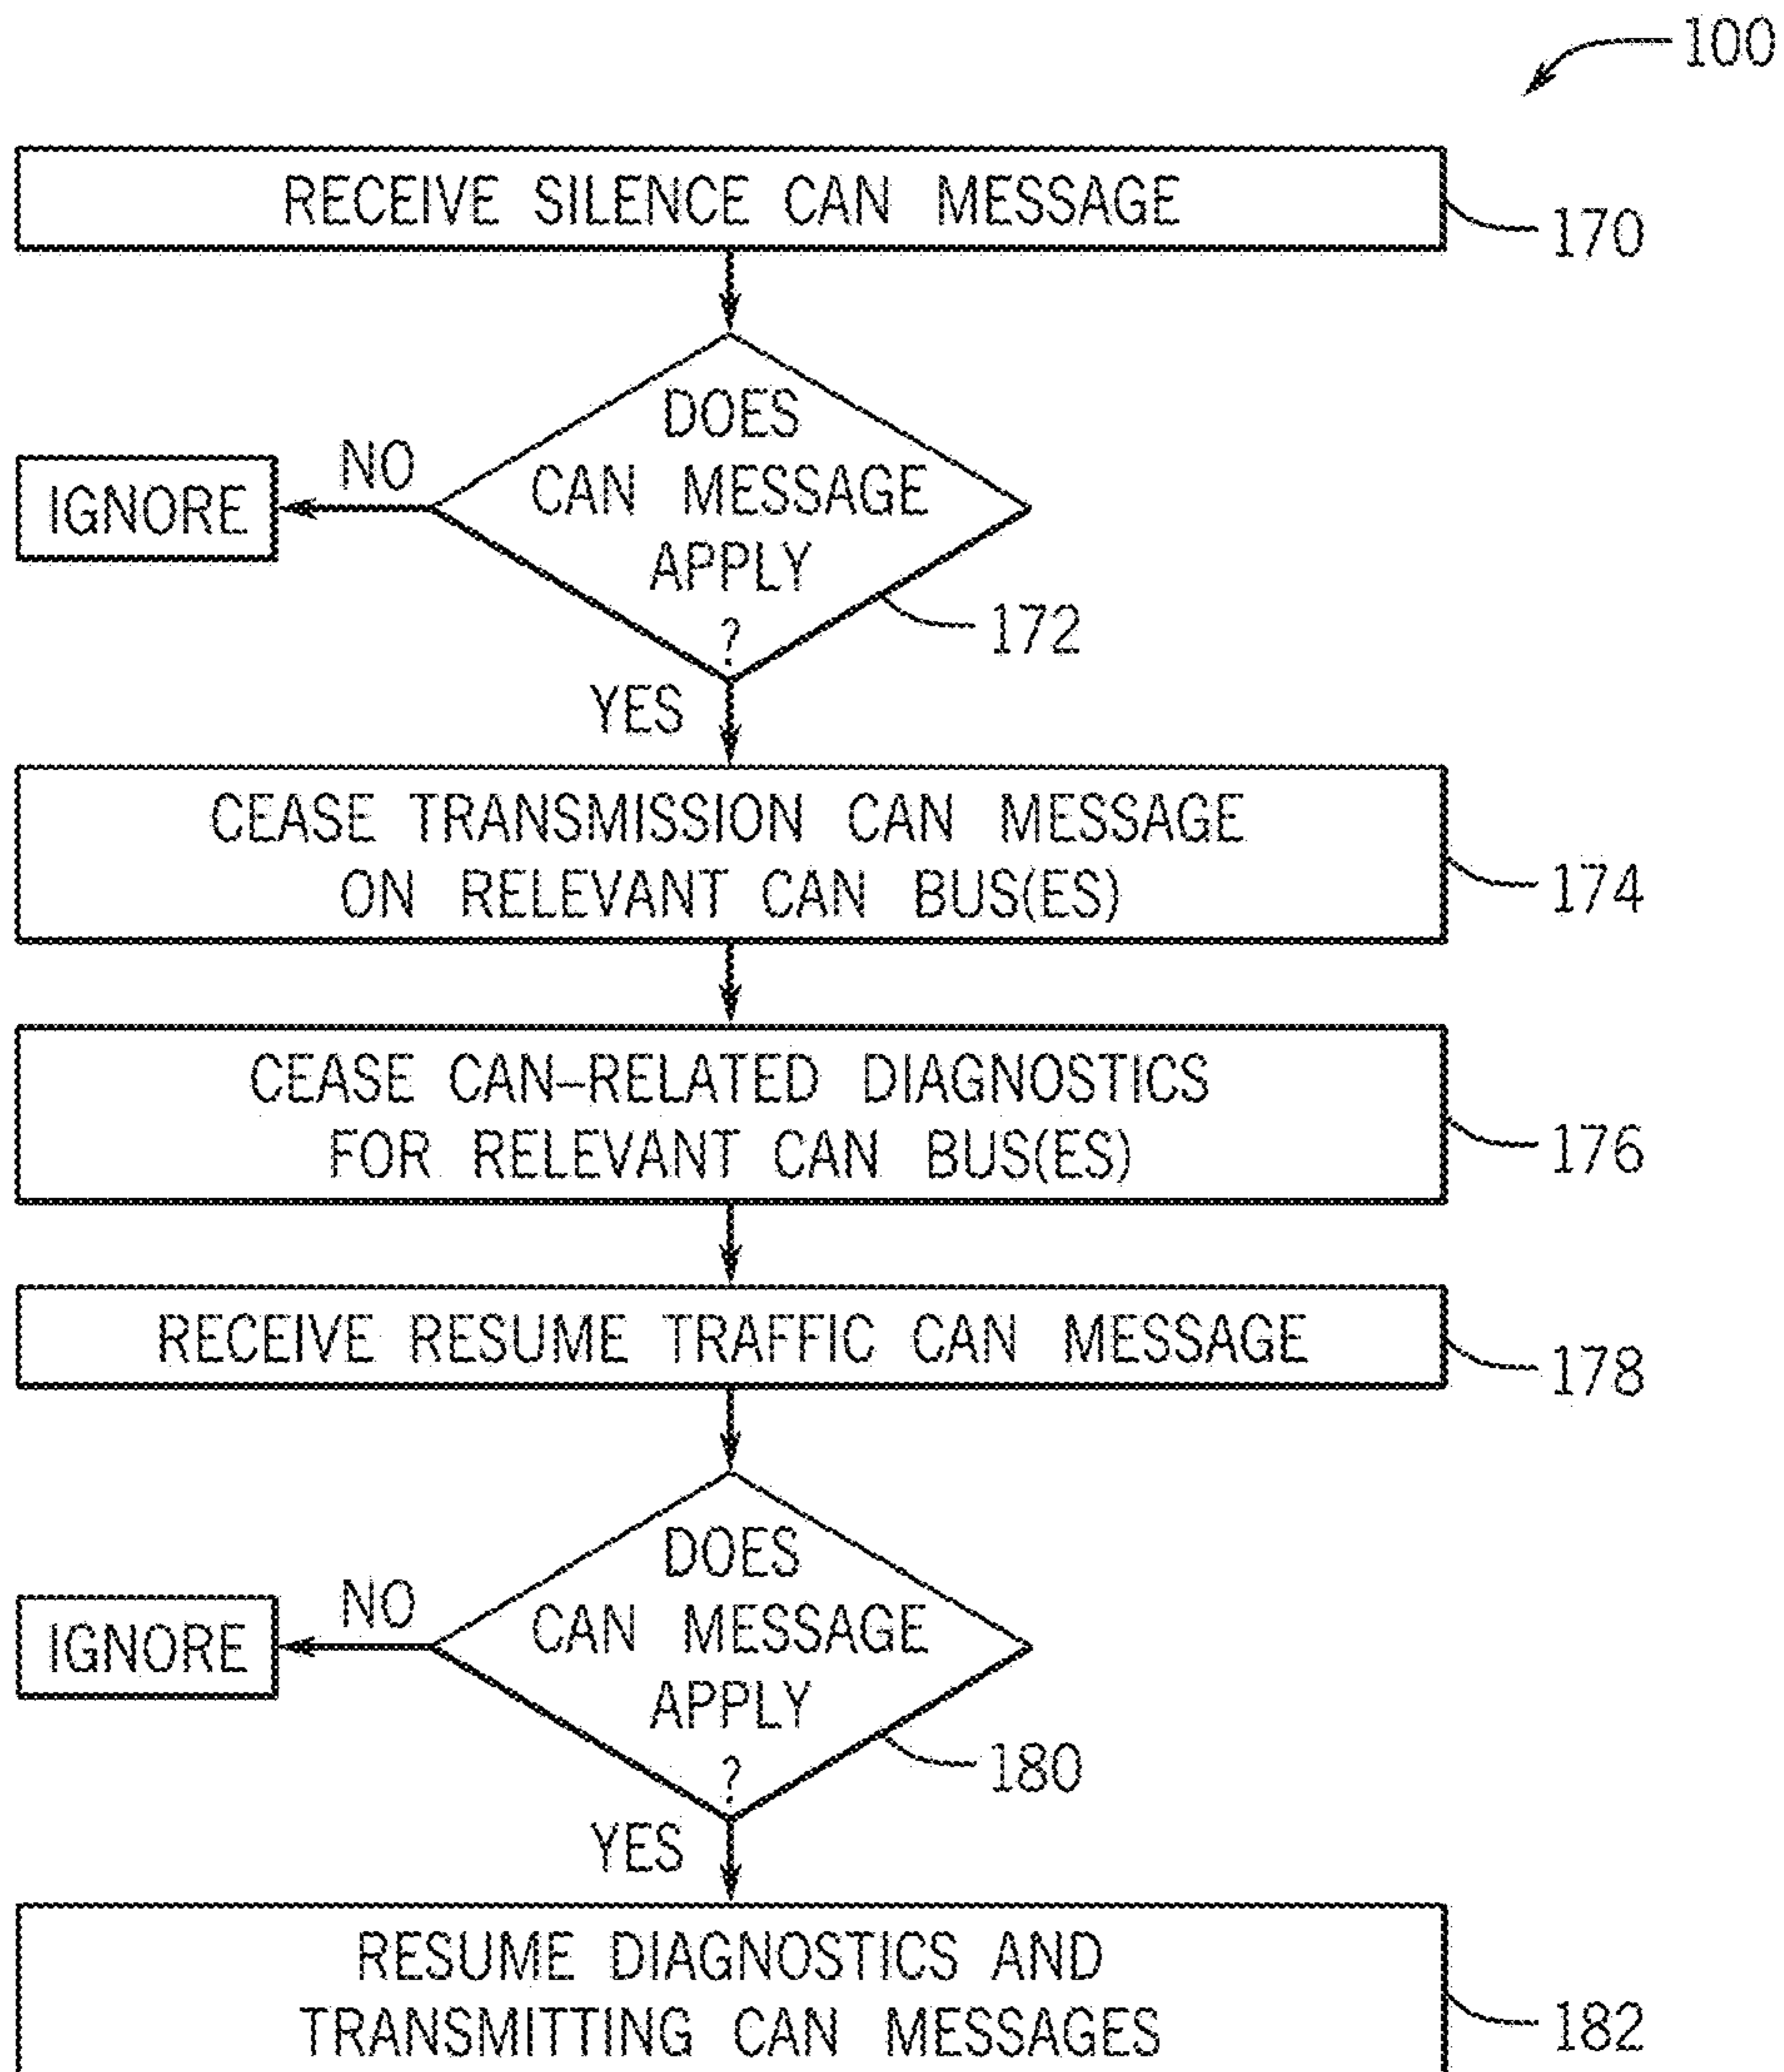 100
RECEIVE SILENCE CAN MESSAGE
170
DOES
CAN MESSAGE
APPLY
?
172
NO
IGNORE
YES
CEASE TRANSMISSION CAN MESSAGE
ON RELEVANT CAN BUS(ES)
174
CEASE CAN-RELATED DIAGNOSTICS
FOR RELEVANT CAN BUS(ES)
176
RECEIVE RESUME TRAFFIC CAN MESSAGE
178
DOES
CAN MESSAGE
APPLY
?
180
NO
IGNORE
YES
RESUME DIAGNOSTICS AND
TRANSMITTING CAN MESSAGES
182